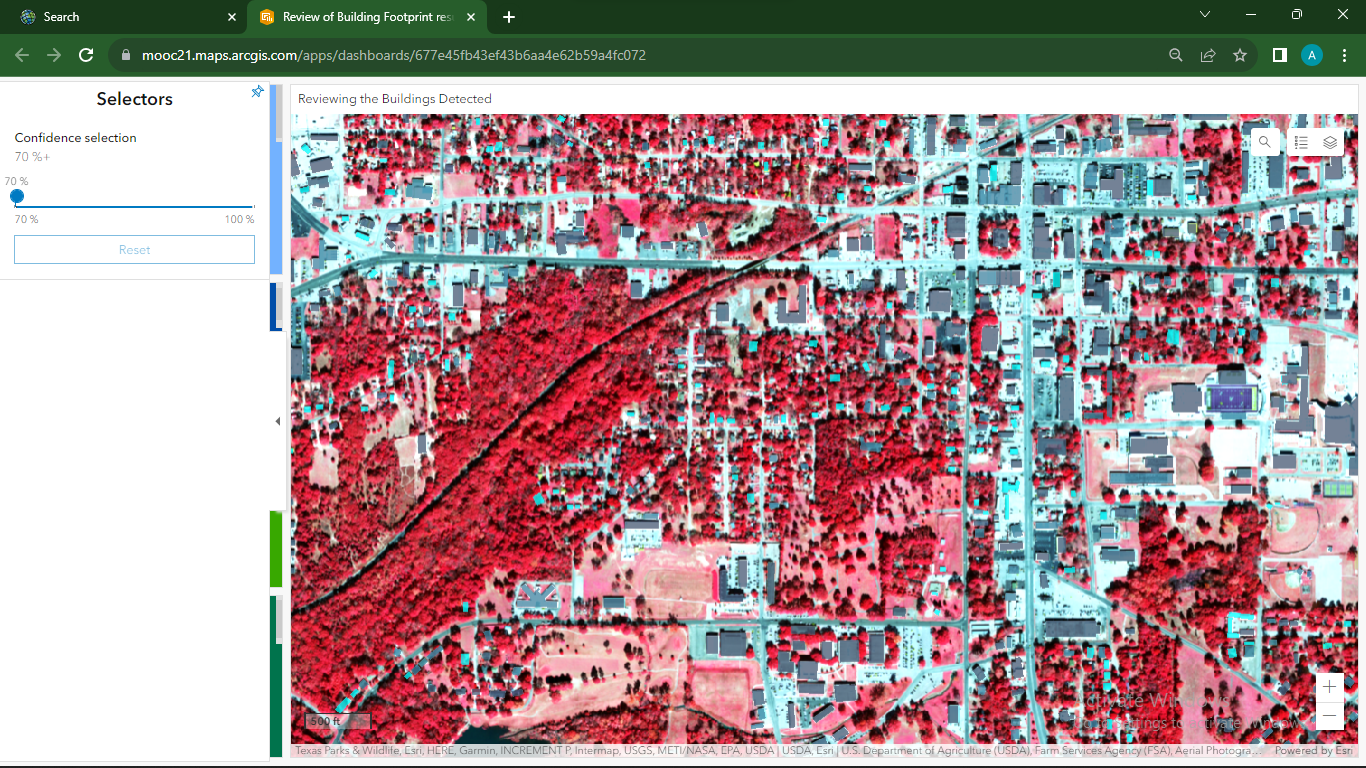 Search
Review of Building Footprint res
mooc21.maps.arcgis.com/apps/dashboards/677e45fb43ef43b6aa4e62b59a4fc072
A
Selectors
Confidence selection
70 %+
70 %
70 %
100 %
Reset
Reviewing the Buildings Detected
500 ft
Activate Windows
Go to Settings to activate Windows.
Texas Parks & Wildlife, Esri, HERE, Garmin, INCREMENT P, Intermap, USGS, METI/NASA, EPA, USDA | USDA, Esri | U.S. Department of Agriculture (USDA), Farm Services Agency (FSA), Aerial Photogra...
Powered by Esri